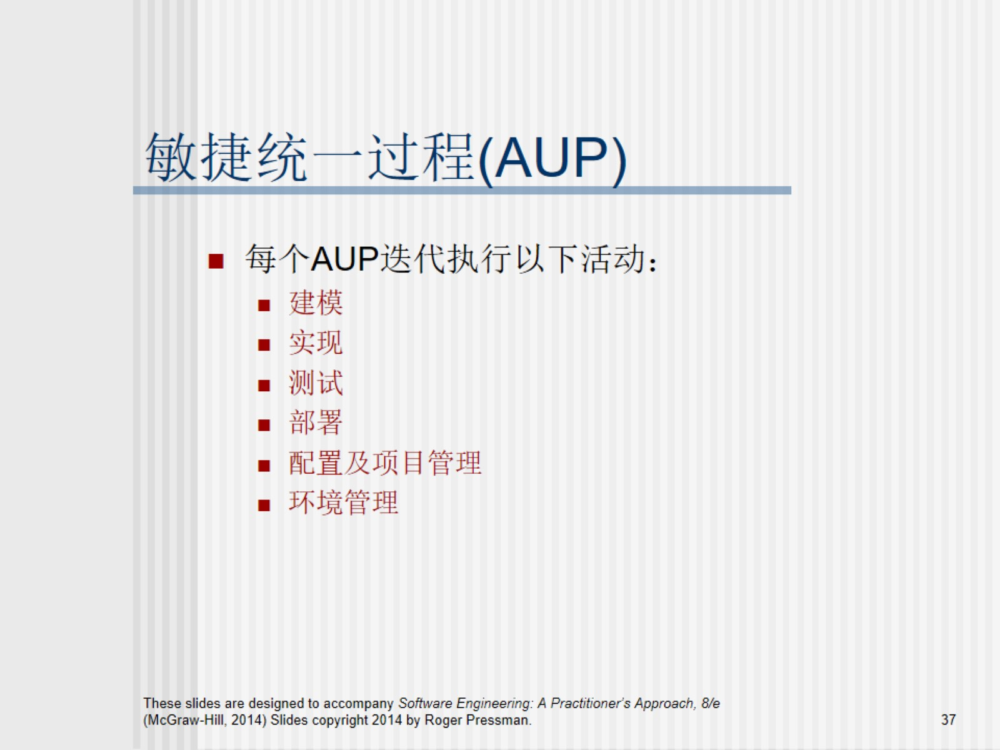 敏捷统一过程(AUP)
每个AUP迭代执行以下活动：
建模
实现
测试
部署
配置及项目管理
环境管理
These slides are designed to accompany Software Engineering: A Practitioner’s Approach, 8/e
(McGraw-Hill, 2014) Slides copyright 2014 by Roger Pressman.
37